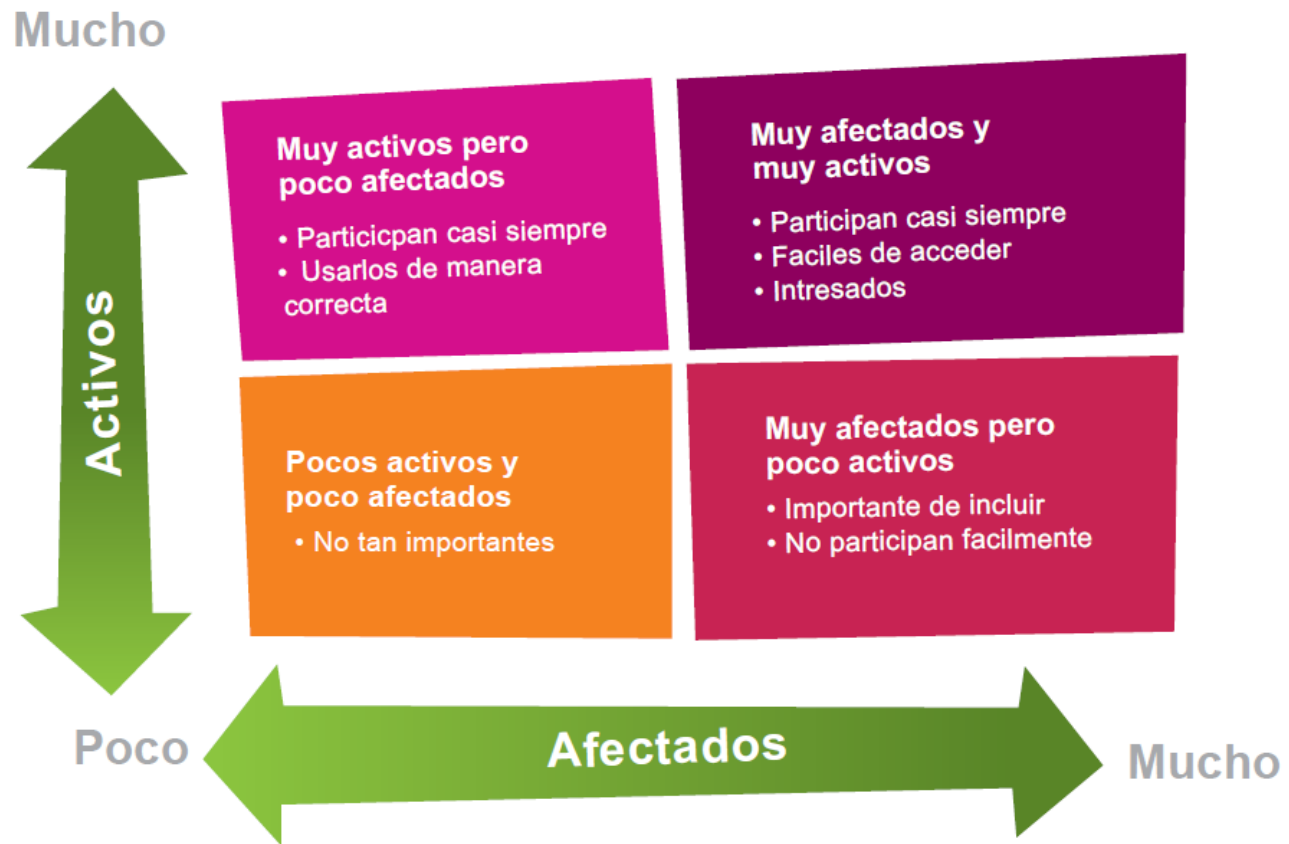 Mucho
Muy activos pero
poco afectados
• Particicpan casi siempre
• Usarlos de manera
correcta
Muy afectados y
muy activos
• Participan casi siempre
• Faciles de acceder
• Intresados
Activos
Pocos activos y
poco afectados
• No tan importantes
Muy afectados pero
poco activos
• Importante de incluir
• No participan facilmente
Poco
Afectados
Mucho